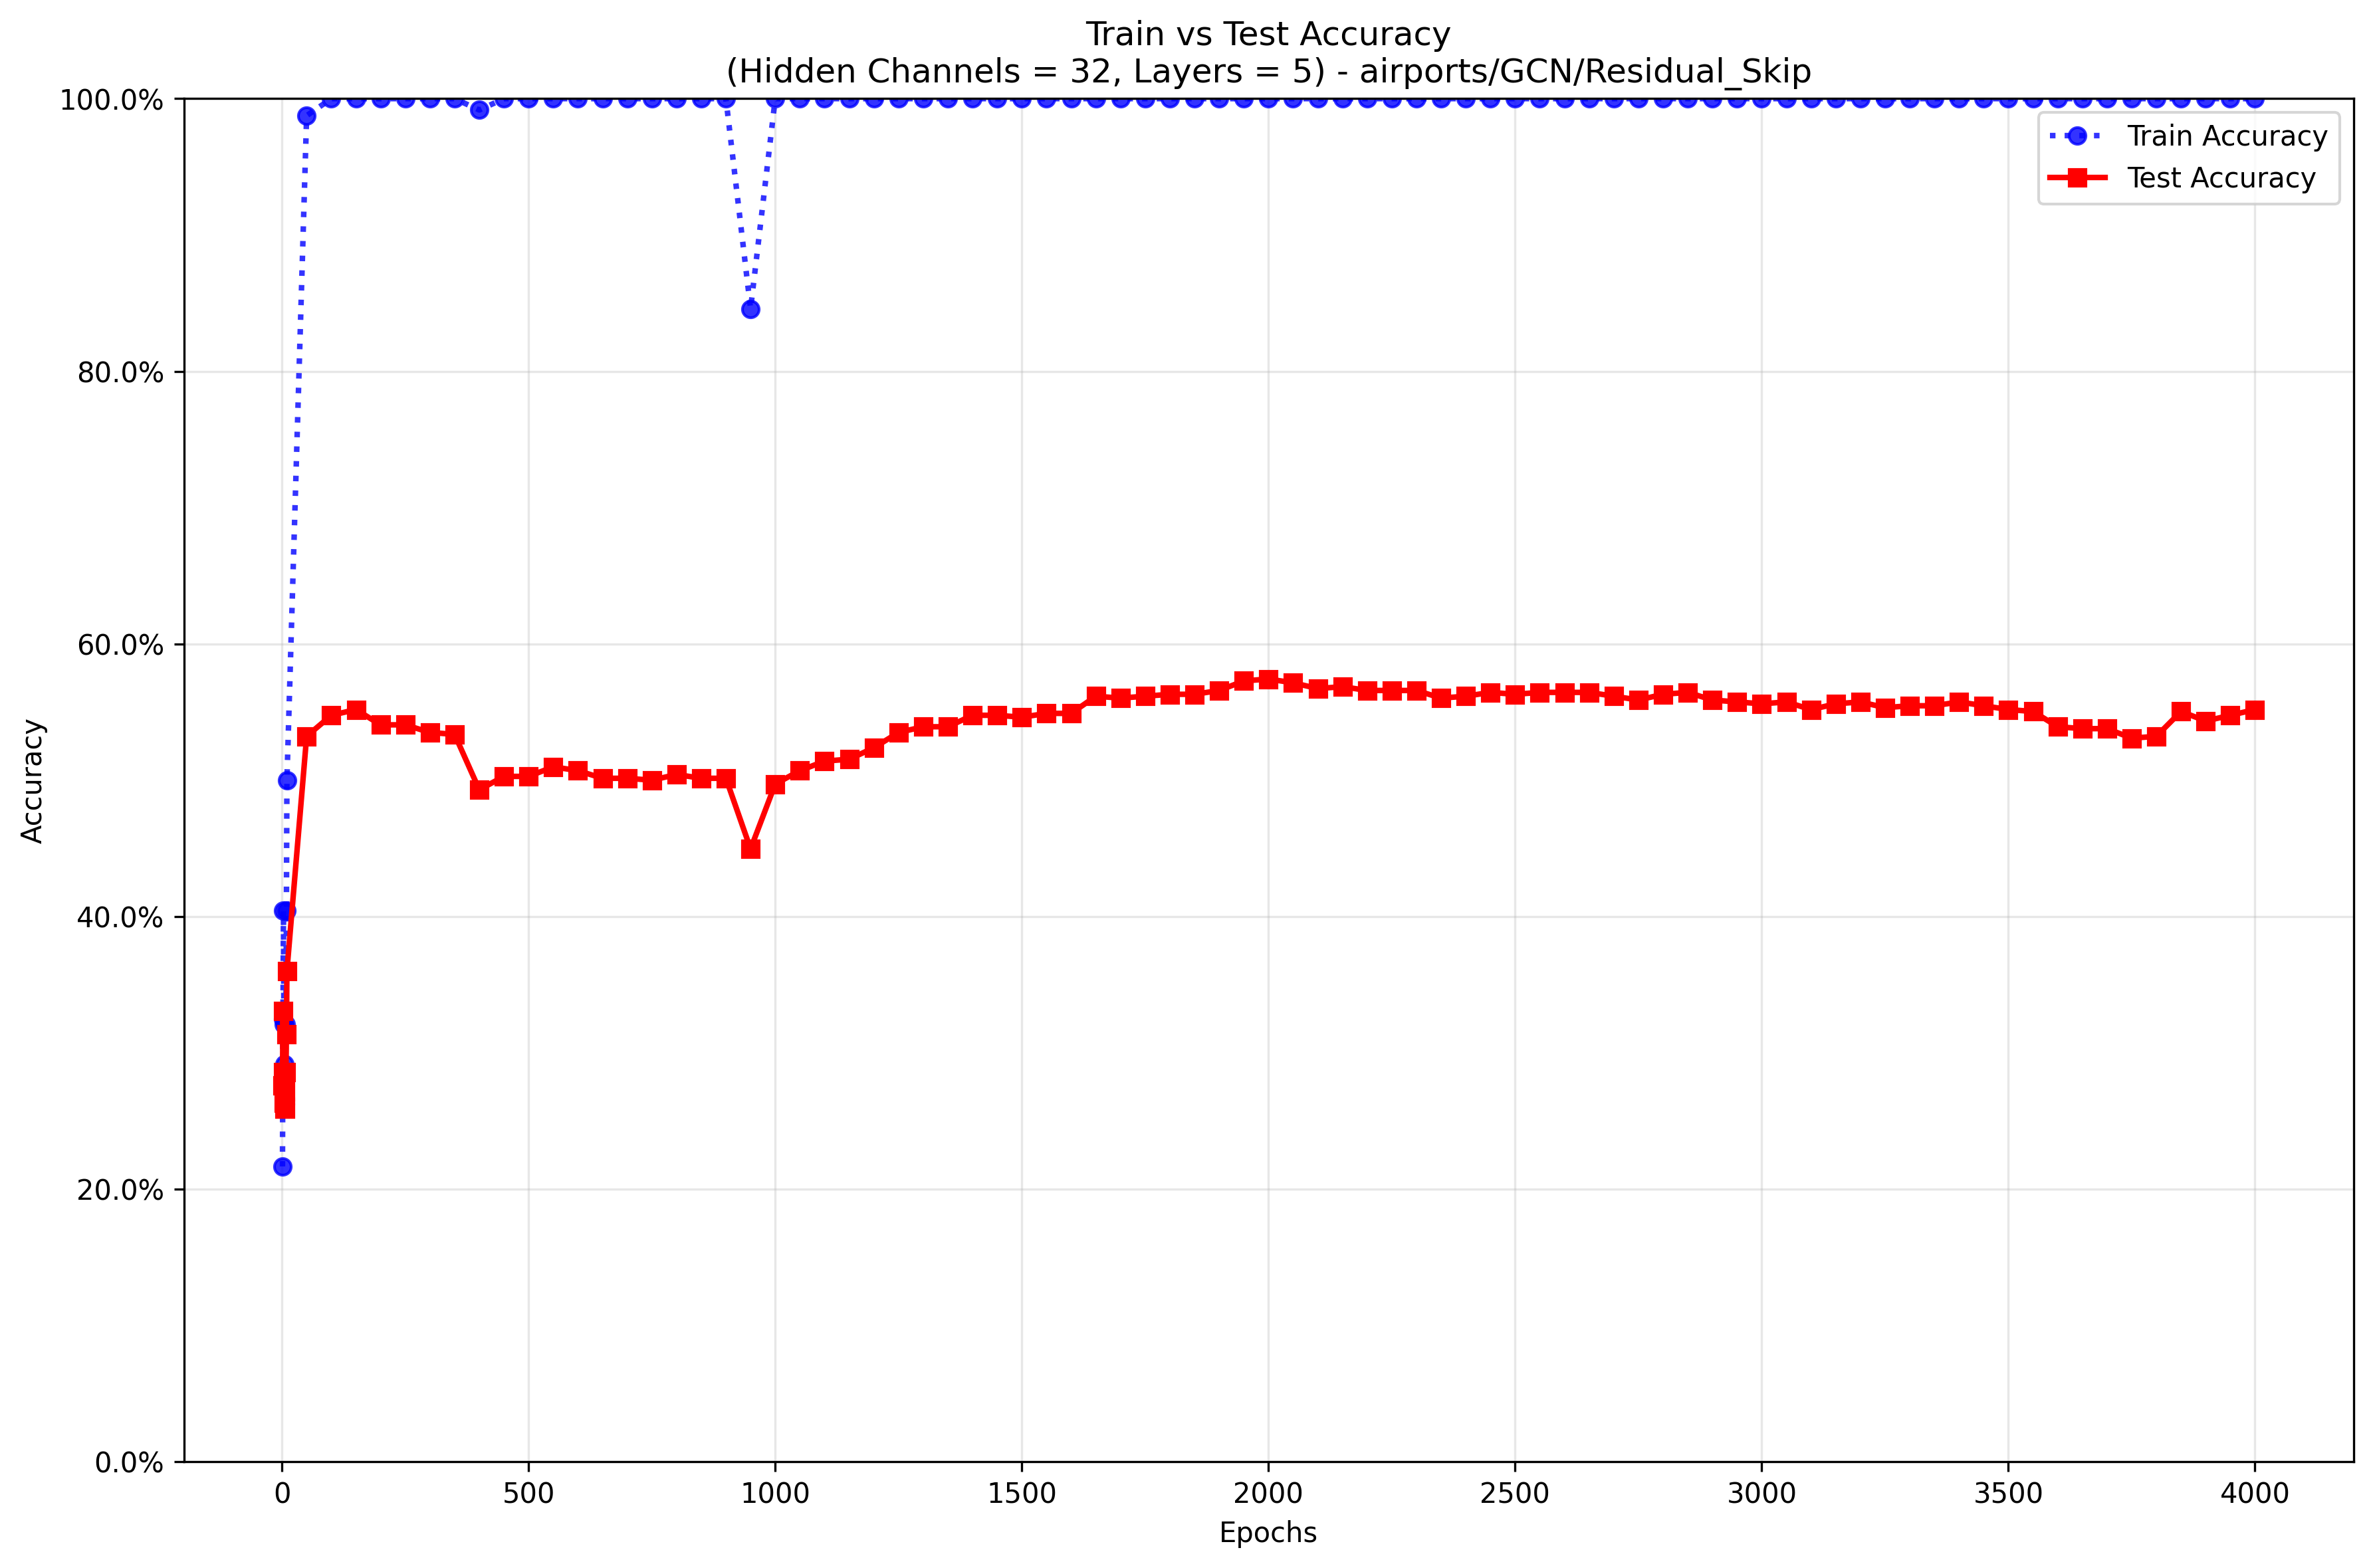 Train vs Test Accuracy
(Hidden Channels = 32, Layers = 5) - airports/GCN/Residual_Skip
100.0%
80.0%
60.0%
40.0%
20.0%
0.0%
Accuracy
Train Accuracy
Test Accuracy
0 500 1000 1500 2000 2500 3000 3500 4000
Epochs